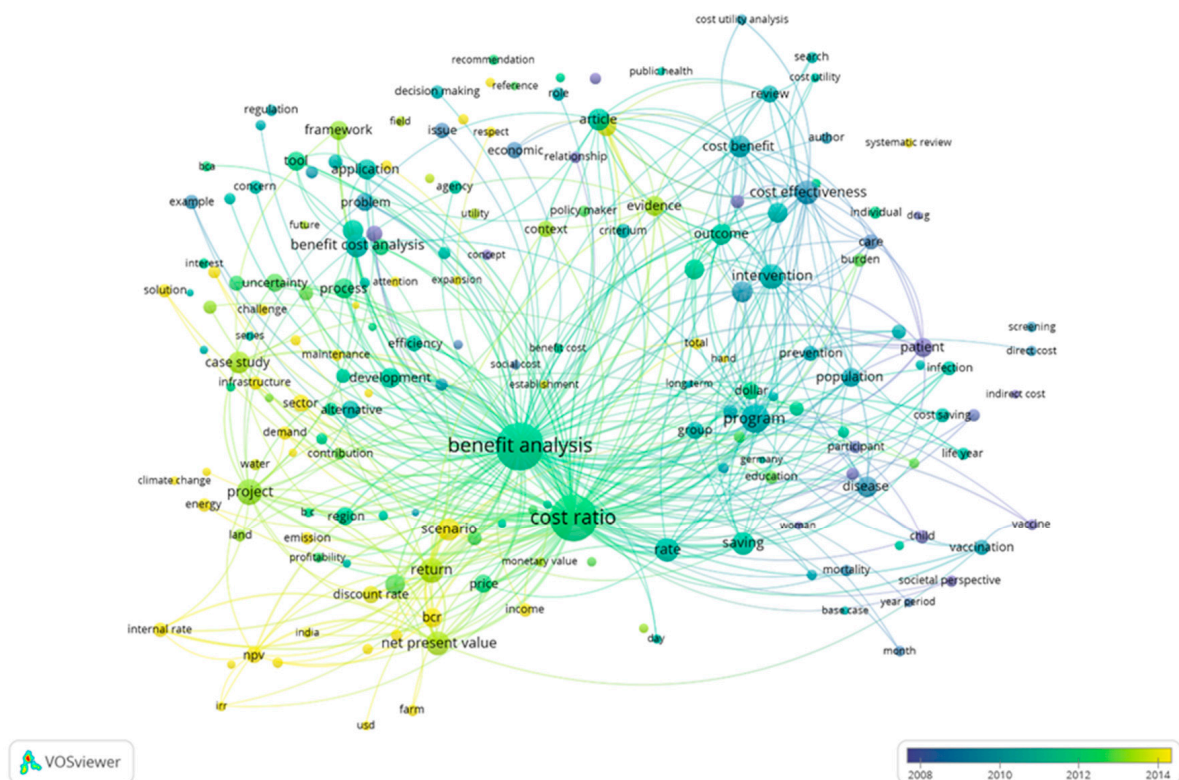 cost utility analysis
recommendation
search
public health
cost utility
reference
decision making
role
review
regulation
article
field
framework
issue
respect
author
economic
relationship
cost benefit
systematic review
tool
bca
application
concern
agency
cost effectiveness
example
problem
evidence
policy maker
individual
drug
future
utility
context
criterium
outcome
benefit cost analysis
care
concept
burden
interest
intervention
solution
uncertainty
process
attention
expansion
challenge
screening
series
efficiency
total
benefit cost
patient
direct cost
case study
maintenance
hand
prevention
social cost
infection
infrastructure
development
establishment
long term
population
dollar
indirect cost
sector
alternative
program
cost saving
demand
group
benefit analysis
participant
contribution
life year
water
germany
climate change
education
project
disease
energy
b c
region
cost ratio
woman
vaccine
land
emission
scenario
child
rate
saving
vaccination
profitability
monetary value
return
mortality
price
societal perspective
discount rate
year period
income
base case
bcr
internal rate
india
net present value
day
npv
month
irr
farm
usd
VOSviewer
2008
2010
2012
2014